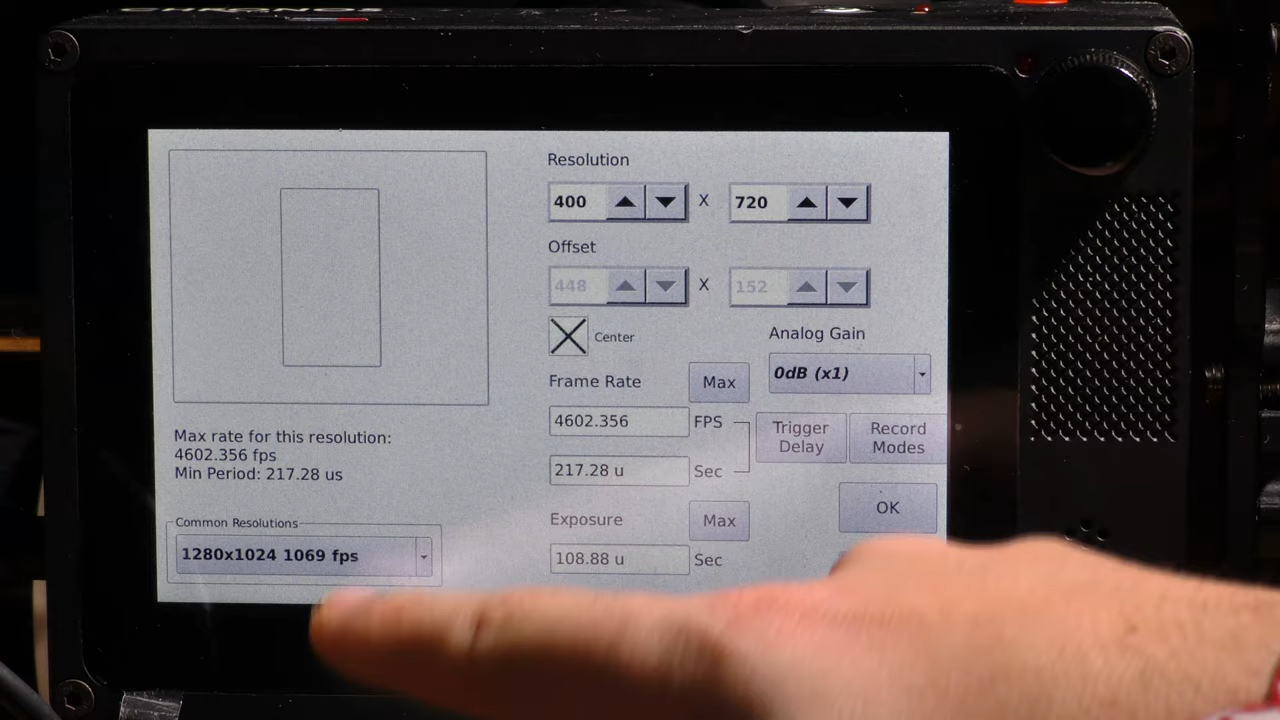 CHRONOS
Resolution
400 X 720
Offset
448 X 152
Center
Analog Gain
0dB (x1)
Frame Rate
Max
4602.356 FPS
217.28 u Sec
Trigger
Delay
Record
Modes
Max rate for this resolution:
4602.356 fps
Min Period: 217.28 us
OK
Exposure
Max
108.88 u Sec
Common Resolutions
1280x1024 1069 fps